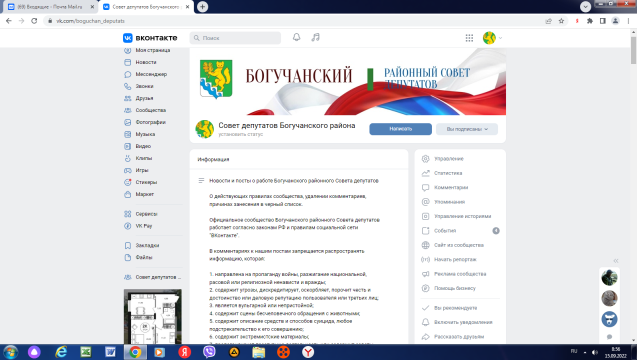 (69) Входящие - Почта Mail.ru
Совет депутатов Богучанского р
vk.com/boguchan_deputats
ВКОНТАКТЕ
Поиск
Моя страница
Новости
Мессенджер
Звонки
Друзья
Сообщества
Фотографии
Музыка
Видео
Клипы
Игры
Стикеры
Маркет
Сервисы
VK Pay
Закладки
Файлы
Совет депутатов ...
БОГУЧАНСКИЙ
РАЙОННЫЙ СОВЕТ
ДЕПУТАТОВ
Совет депутатов Богучанского района
установить статус
Написать
Вы подписаны
Информация
Новости и посты о работе Богучанского районного Совета депутатов
О действующих правилах сообщества, удалении комментариев,
причинах занесения в черный список.
Официальное сообщество Богучанского районного Совета депутатов
работает согласно законам РФ и правилам социальной сети
"ВКонтакте".
В комментариях к нашим постам запрещается распространять
информацию, которая:
1. направлена на пропаганду войны, разжигание национальной,
расовой или религиозной ненависти и вражды;
2. содержит угрозы, дискредитирует, оскорбляет, порочит честь и
достоинство или деловую репутацию пользователя или третьих лиц;
3. является вульгарной или непристойной;
4. содержит сцены бесчеловечного обращения с животными;
5. содержит описание средств и способов суицида, любое
подстрекательство к его совершению;
6. содержит экстремистские материалы;
Управление
Статистика
Комментарии
Упоминания
Управление историями
События
4
Сайт из сообщества
Начать репортаж
Реклама сообщества
Помощь бизнесу
Вы рекомендуете
Включить уведомления
Рассказать друзьям
RU
8:56
15.09.2022